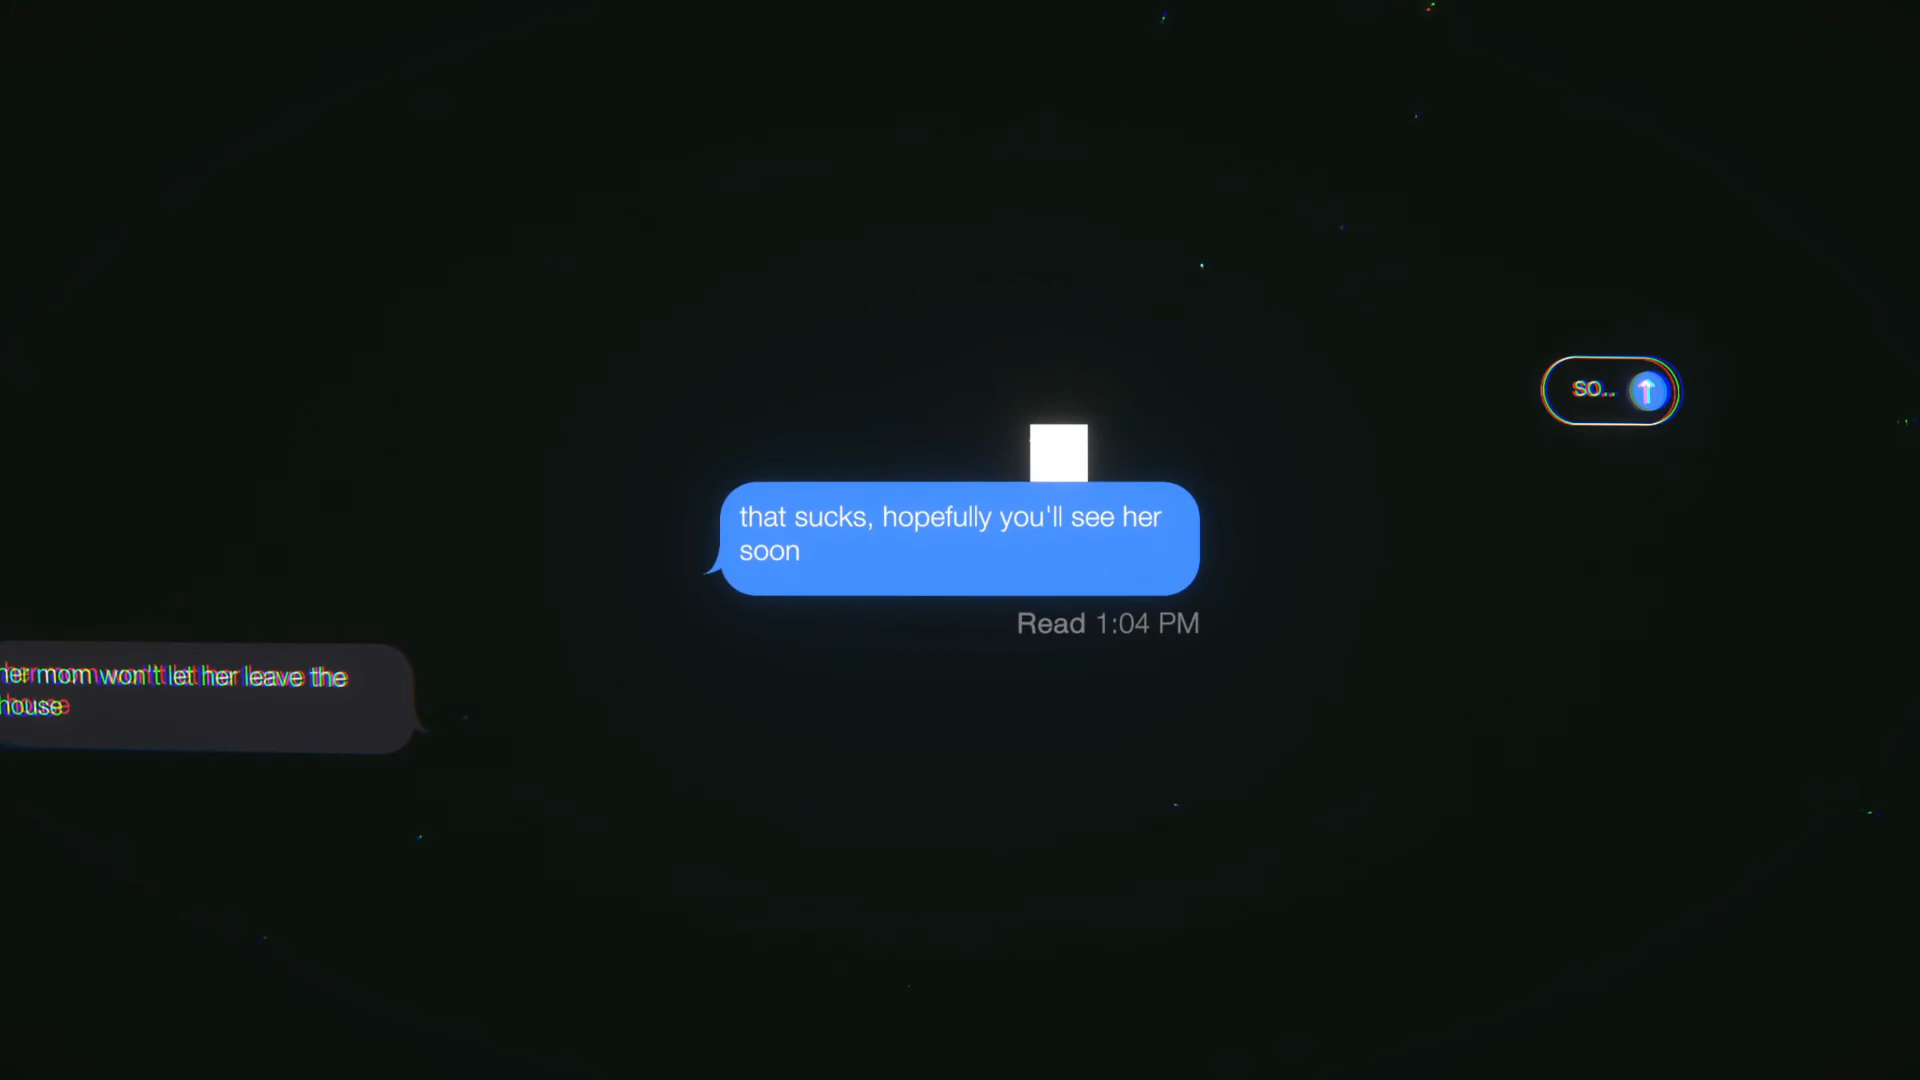 so...
that sucks, hopefully you'll see her
soon
Read 1:04 PM
her mom won't let her leave the
house